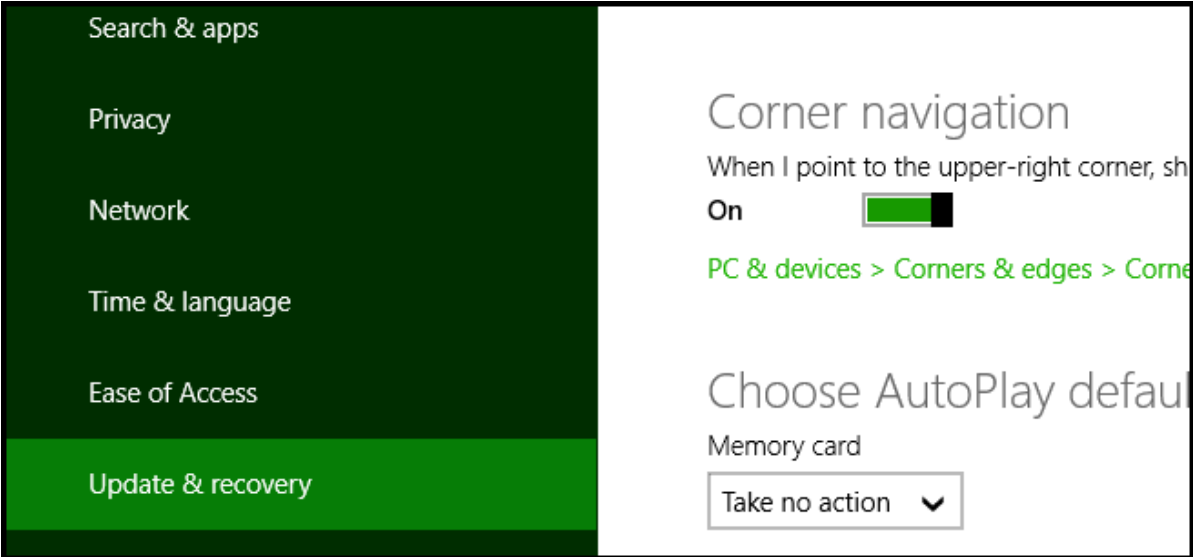 Search & apps
Privacy
Network
Time & language
Ease of Access
Update & recovery
Corner navigation
When I point to the upper-right corner, sh
On
PC & devices > Corners & edges > Corne
Choose AutoPlay defaul
Memory card
Take no action